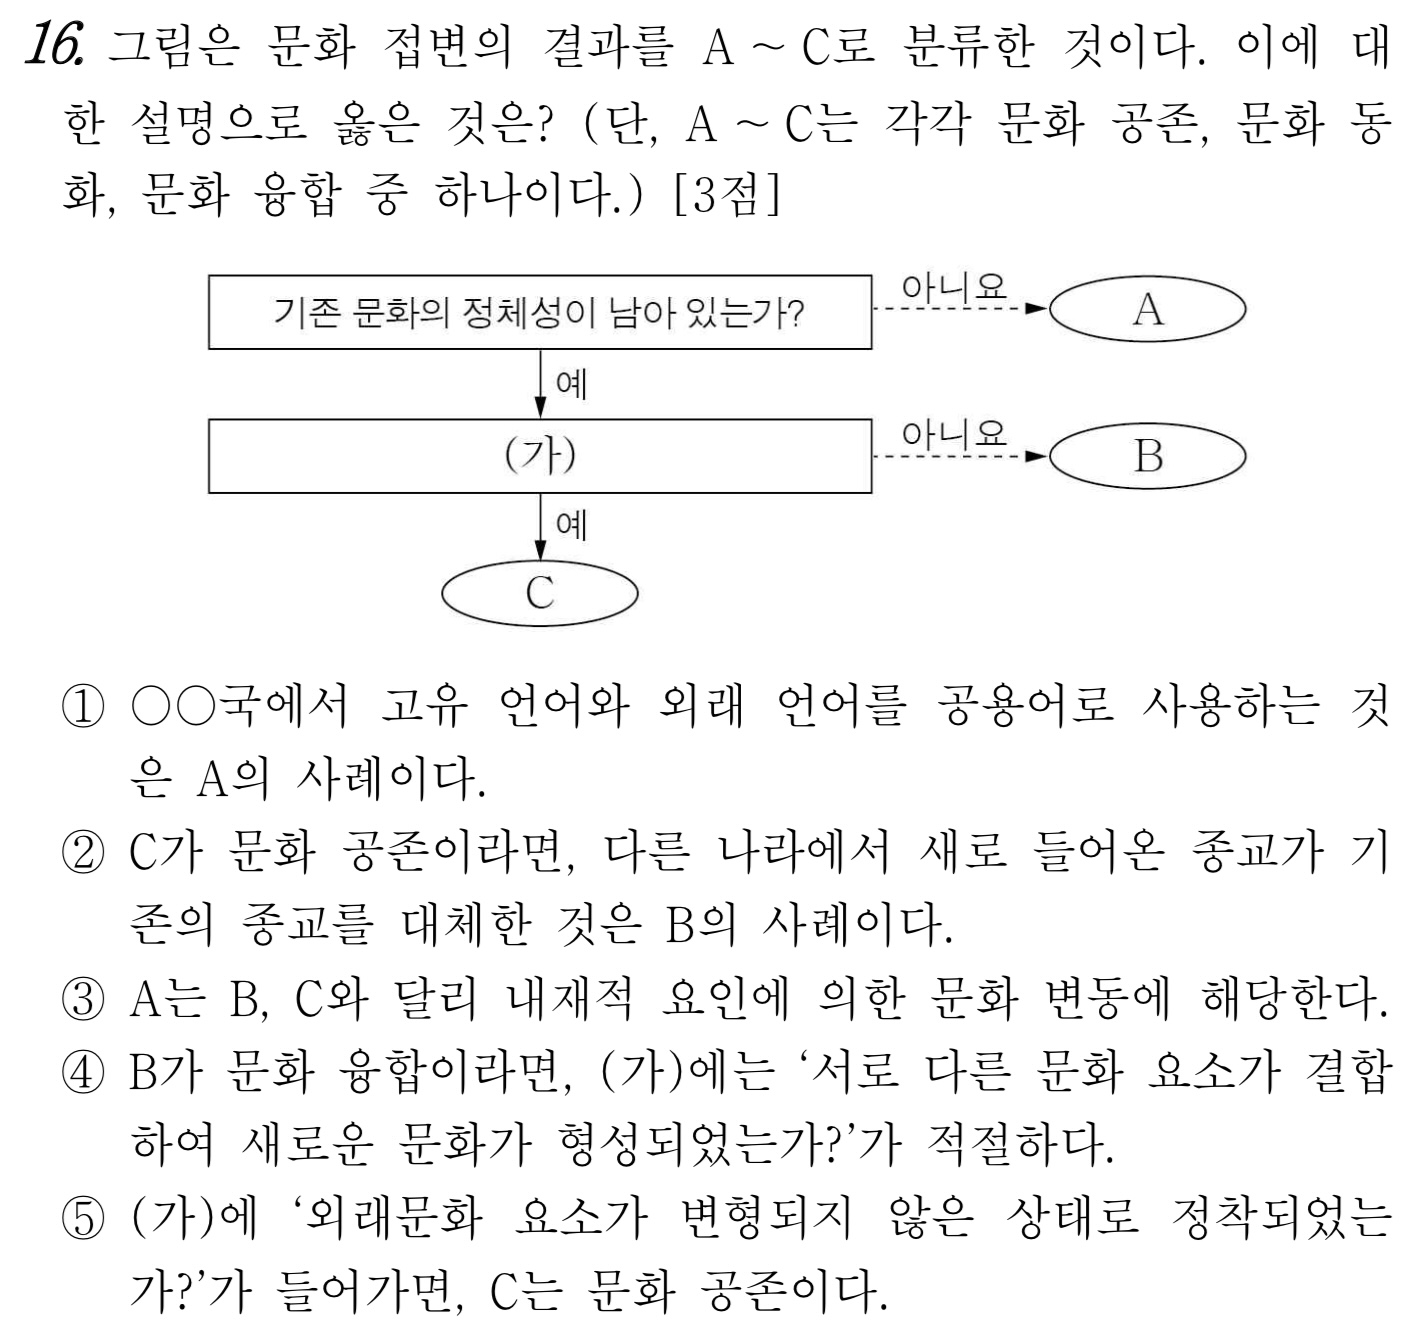 16. 그림은 문화 접변의 결과를 A ~ C로 분류한 것이다. 이에 대
한 설명으로 옳은 것은? (단, A ~ C는 각각 문화 공존, 문화 동
화, 문화 융합 중 하나이다.) [3점]
기존 문화의 정체성이 남아 있는가?
아니요
A
예
(가)
아니요
B
예
C
① ○○국에서 고유 언어와 외래 언어를 공용어로 사용하는 것
은 A의 사례이다.
② C가 문화 공존이라면, 다른 나라에서 새로 들어온 종교가 기
존의 종교를 대체한 것은 B의 사례이다.
③ A는 B, C와 달리 내재적 요인에 의한 문화 변동에 해당한다.
④ B가 문화 융합이라면, (가)에는 ‘서로 다른 문화 요소가 결합
하여 새로운 문화가 형성되었는가?’가 적절하다.
⑤ (가)에 ‘외래문화 요소가 변형되지 않은 상태로 정착되었는
가?’가 들어가면, C는 문화 공존이다.